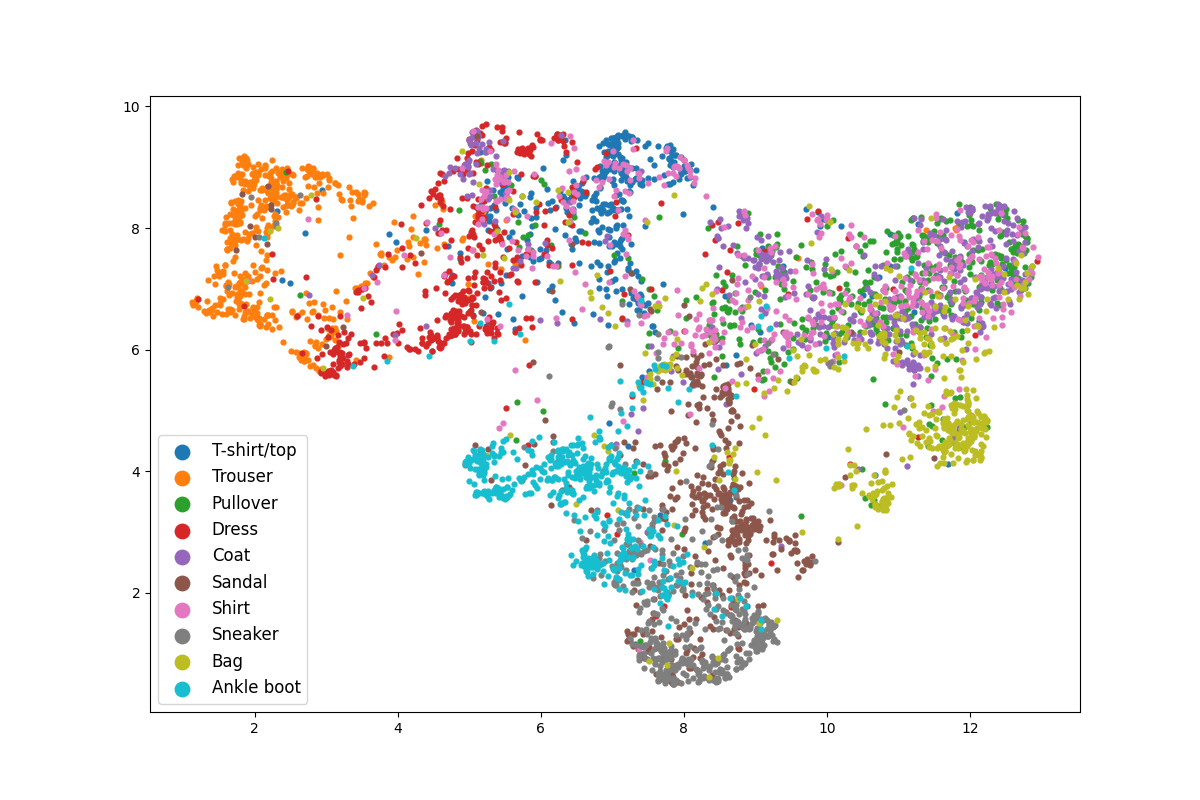 10
8
6
4
2
T-shirt/top
Trouser
Pullover
Dress
Coat
Sandal
Shirt
Sneaker
Bag
Ankle boot
2 4 6 8 10 12